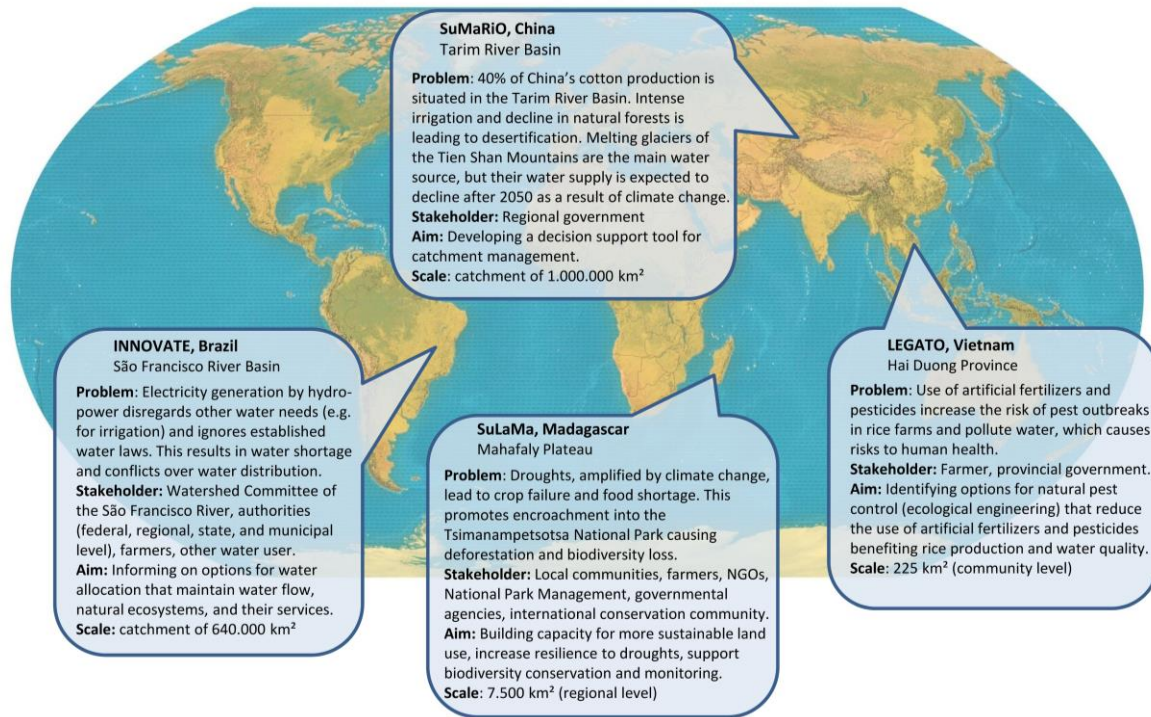 SuMaRiO, China
Tarim River Basin
Problem: 40% of China's cotton production is
situated in the Tarim River Basin. Intense
irrigation and decline in natural forests is
leading to desertification. Melting glaciers of
the Tien Shan Mountains are the main water
source, but their water supply is expected to
decline after 2050 as a result of climate change.
Stakeholder: Regional government
Aim: Developing a decision support tool for
catchment management.
Scale: catchment of 1.000.000 km²
INNOVATE, Brazil
São Francisco River Basin
Problem: Electricity generation by hydro-
power disregards other water needs (e.g.
for irrigation) and ignores established
water laws. This results in water shortage
and conflicts over water distribution.
Stakeholder: Watershed Committee of
the São Francisco River, authorities
(federal, regional, state, and municipal
level), farmers, other water user.
Aim: Informing on options for water
allocation that maintain water flow,
natural ecosystems, and their services.
Scale: catchment of 640.000 km²
SuLaMa, Madagascar
Mahafaly Plateau
Problem: Droughts, amplified by climate change,
lead to crop failure and food shortage. This
promotes encroachment into the
Tsimanampetsotsa National Park causing
deforestation and biodiversity loss.
Stakeholder: Local communities, farmers, NGOs,
National Park Management, governmental
agencies, international conservation community.
Aim: Building capacity for more sustainable land
use, increase resilience to droughts, support
biodiversity conservation and monitoring.
Scale: 7.500 km² (regional level)
LEGATO, Vietnam
Hai Duong Province
Problem: Use of artificial fertilizers and
pesticides increase the risk of pest outbreaks
in rice farms and pollute water, which causes
risks to human health.
Stakeholder: Farmer, provincial government.
Aim: Identifying options for natural pest
control (ecological engineering) that reduce
the use of artificial fertilizers and pesticides
benefiting rice production and water quality.
Scale: 225 km² (community level)